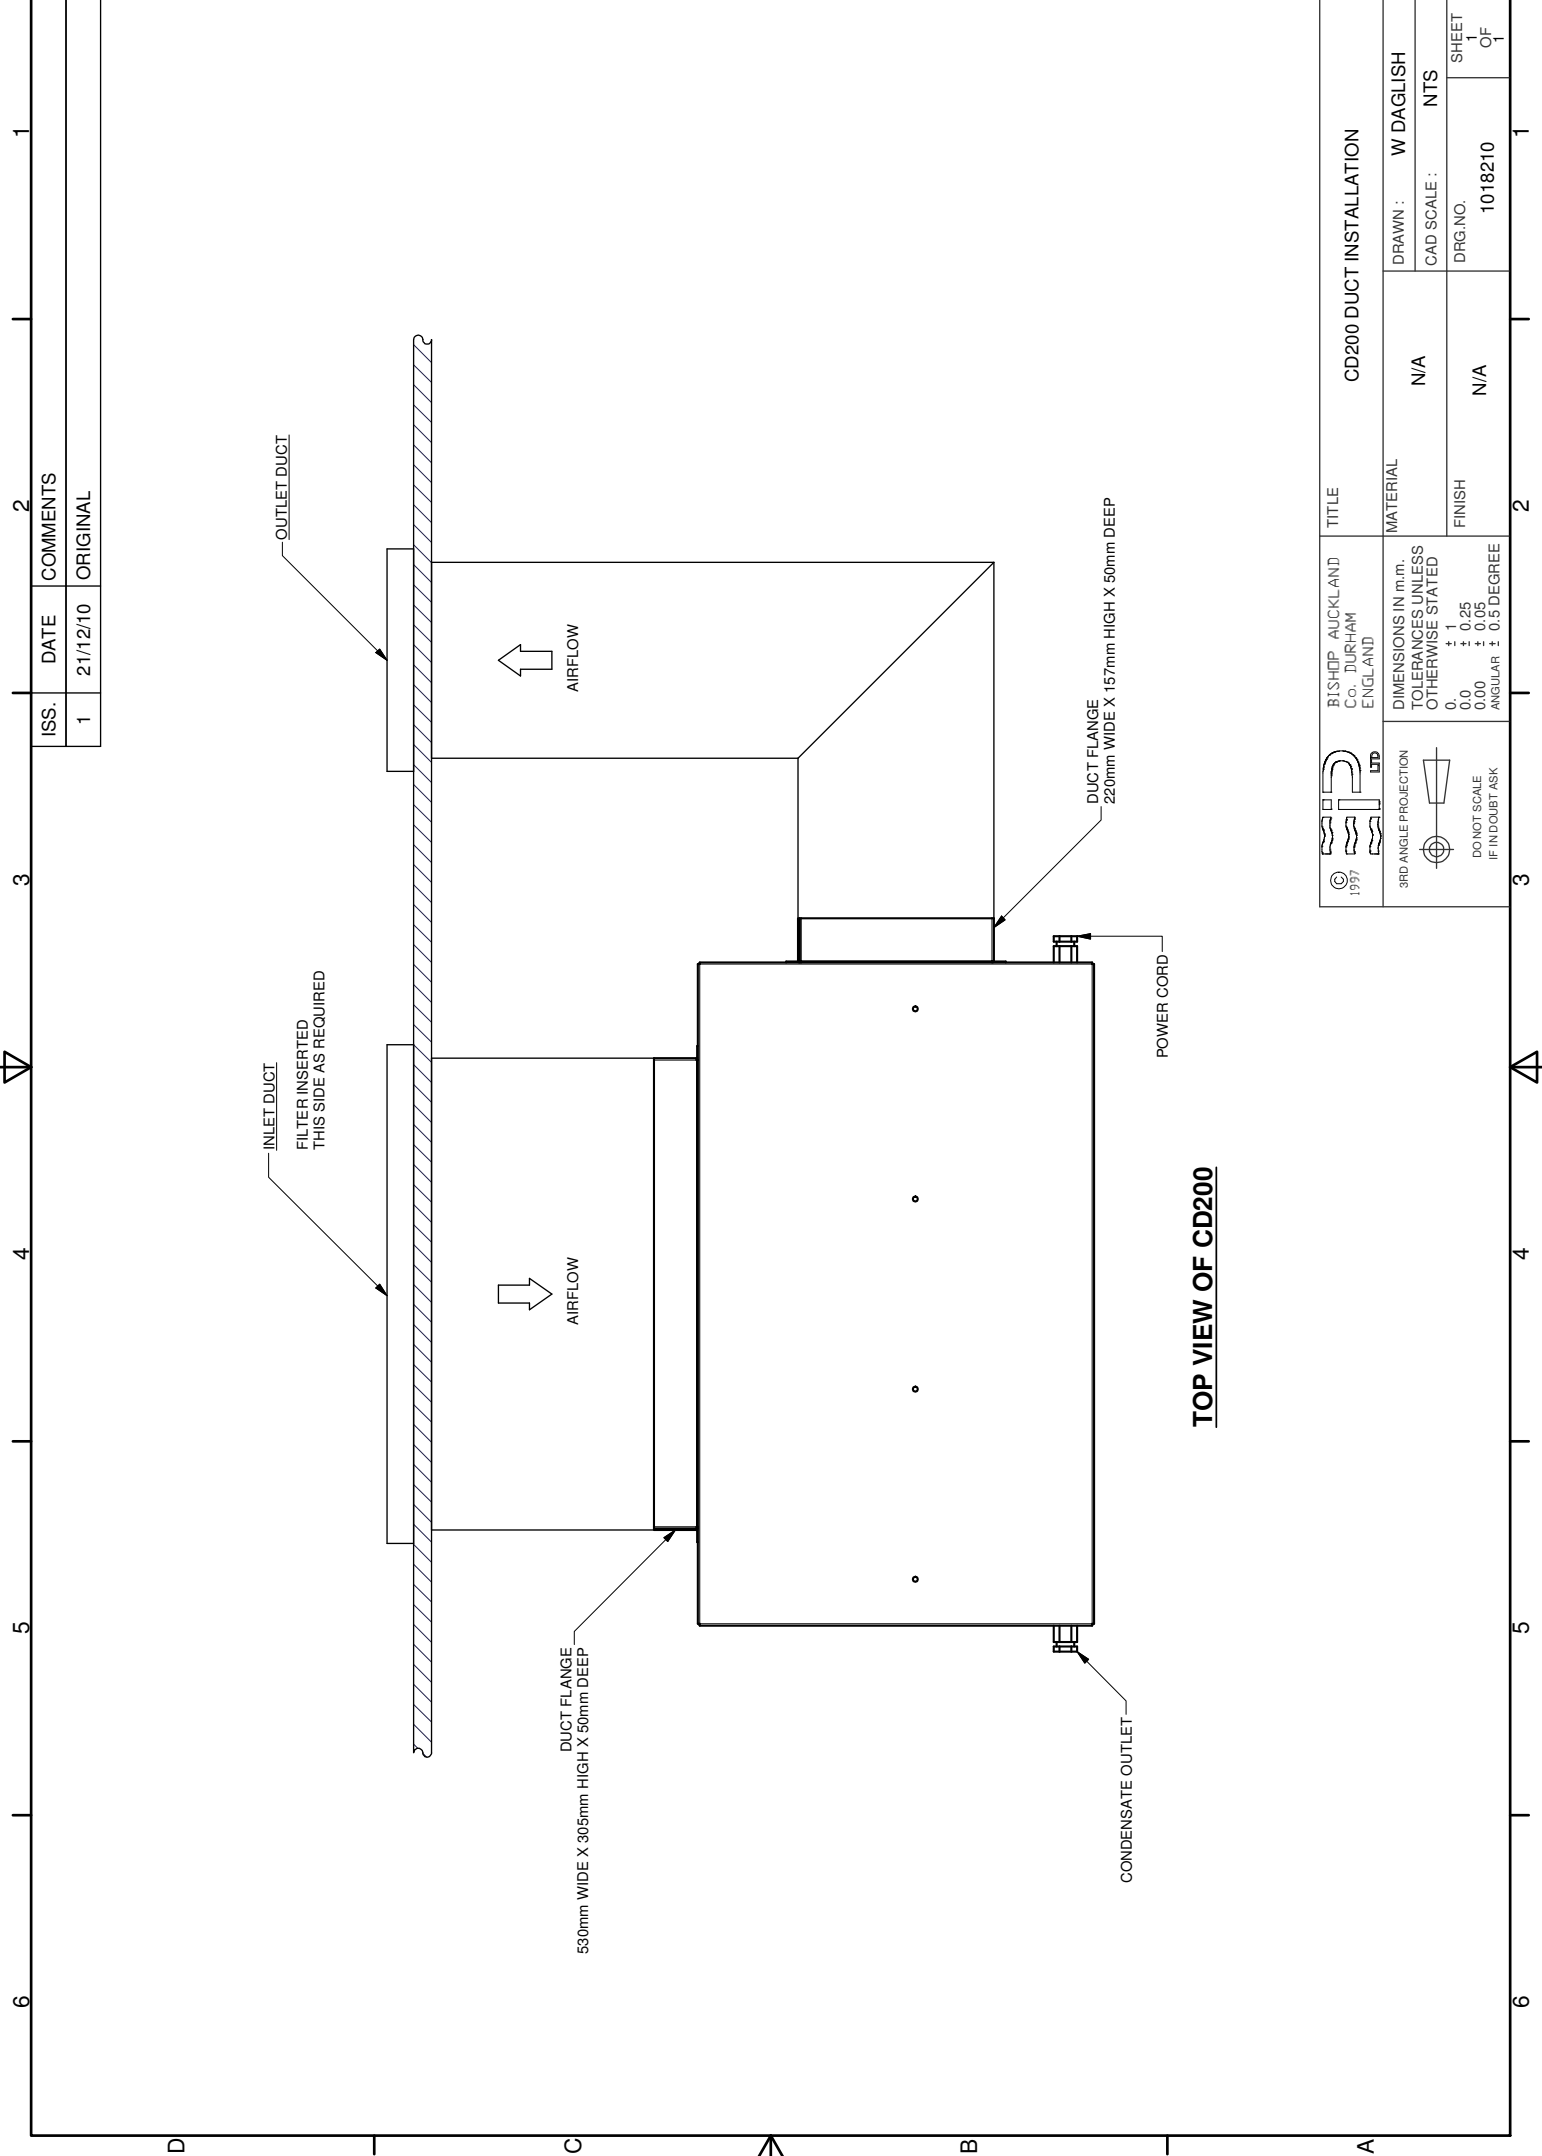 6
5
4
3
2
1
D
C
B
A
ISS.
DATE
COMMENTS
1
21/12/10
ORIGINAL
INLET DUCT
FILTER INSERTED
THIS SIDE AS REQUIRED
OUTLET DUCT
AIRFLOW
AIRFLOW
DUCT FLANGE
530mm WIDE X 305mm HIGH X 50mm DEEP
DUCT FLANGE
220mm WIDE X 157mm HIGH X 50mm DEEP
CONDENSATE OUTLET
POWER CORD
TOP VIEW OF CD200
© 1997
EIP LTD
BISHOP AUCKLAND
Co. DURHAM
ENGLAND
TITLE
CD200 DUCT INSTALLATION
3RD ANGLE PROJECTION
DO NOT SCALE
IF IN DOUBT ASK
DIMENSIONS IN m.m.
TOLERANCES UNLESS
OTHERWISE STATED
0. ± 1
0.0 ± 0.25
0.00 ± 0.05
ANGULAR ± 0.5 DEGREE
MATERIAL
N/A
FINISH
N/A
DRAWN :
W DAGLISH
CAD SCALE :
NTS
DRG.NO.
1018210
SHEET
1
OF
1
6
5
4
3
2
1